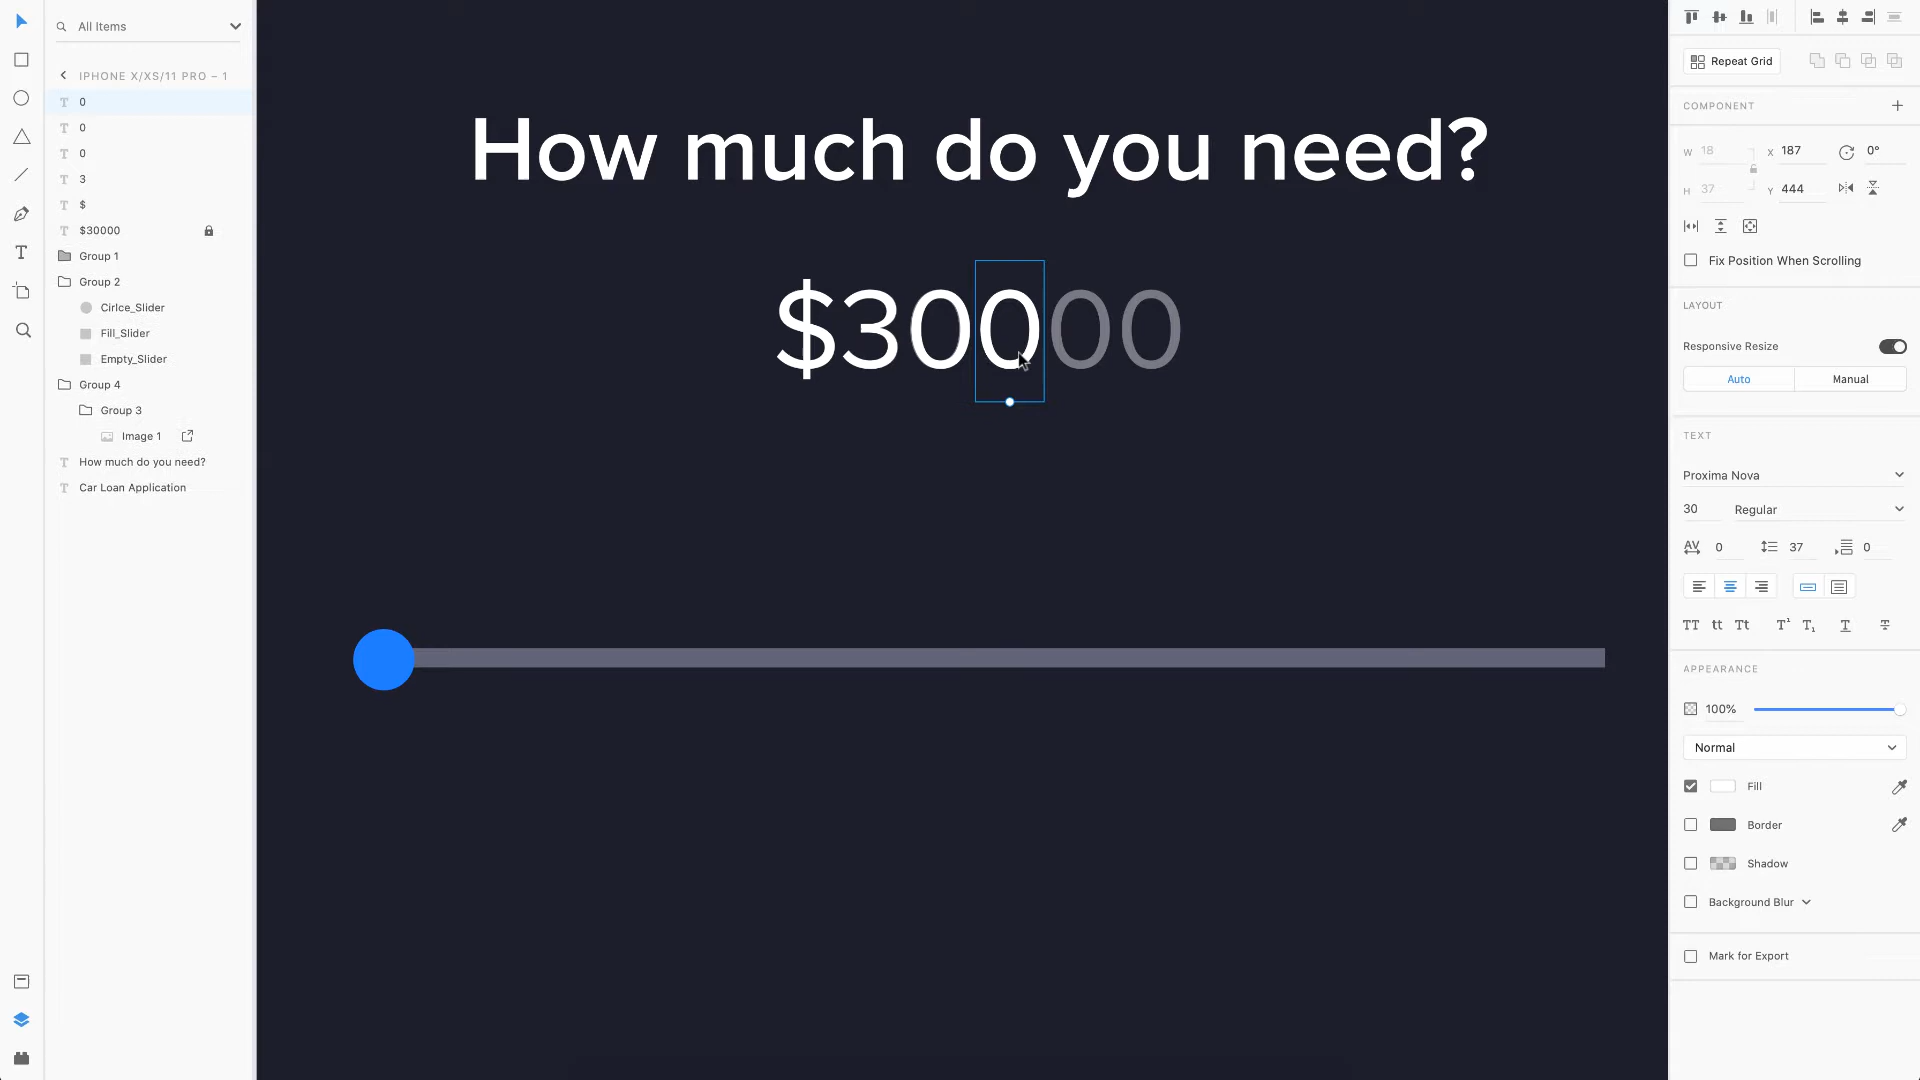 All Items
IPHONE X/XS/11 PRO – 1
T 0
T 0
T 0
T 3
T $
T $30000
Group 1
Group 2
Cirlce_Slider
Fill_Slider
Empty_Slider
Group 4
Group 3
Image 1
T How much do you need?
T Car Loan Application
T
How much do you need?
$30000
Repeat Grid
COMPONENT
W 18 X 187 0°
H 37 Y 444
Fix Position When Scrolling
LAYOUT
Responsive Resize
Auto Manual
TEXT
Proxima Nova
30 Regular
AV 0 37 0
TT tt Tt T¹ T₁ T T
APPEARANCE
100%
Normal
Fill
Border
Shadow
Background Blur
Mark for Export